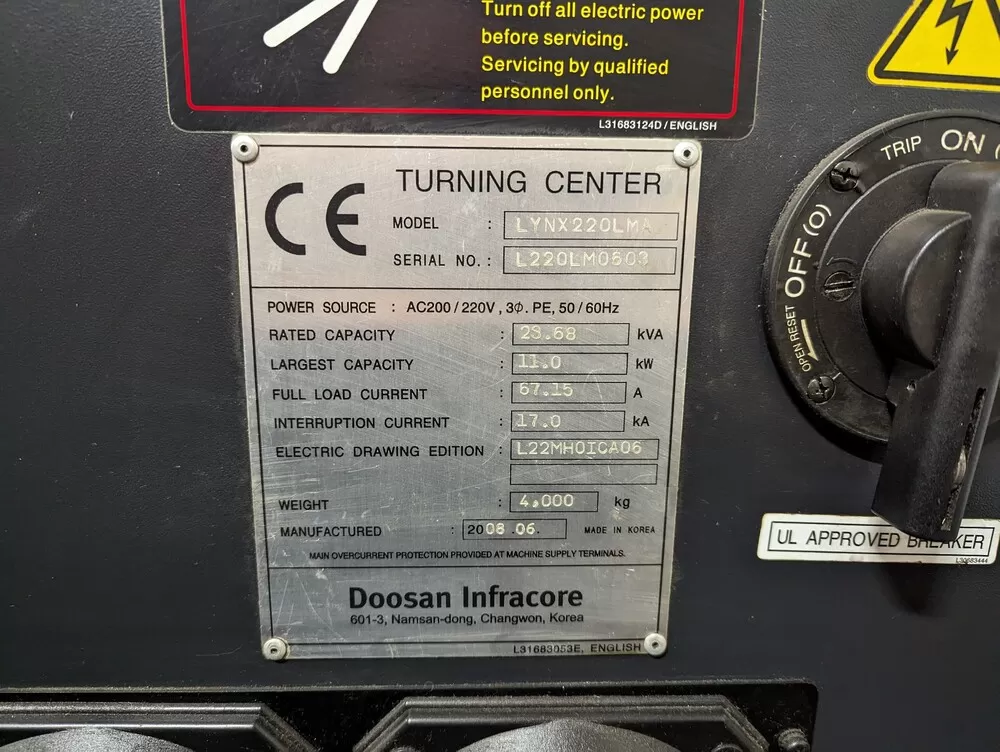 Turn off all electric power
before servicing.
Servicing by qualified
personnel only.
L31683124D / ENGLISH
CE TURNING CENTER
MODEL : LYNX220LMA
SERIAL NO. : L220LM0503
POWER SOURCE : AC200 / 220V , 3Φ. PE, 50 / 60Hz
RATED CAPACITY : 23.68 kVA
LARGEST CAPACITY : 11.0 kW
FULL LOAD CURRENT : 67.15 A
INTERRUPTION CURRENT : 17.0 kA
ELECTRIC DRAWING EDITION : L22MH0ICA06
WEIGHT : 4,000 kg
MANUFACTURED : 2008.06. MADE IN KOREA
MAIN OVERCURRENT PROTECTION PROVIDED AT MACHINE SUPPLY TERMINALS.
Doosan Infracore
601-3, Namsan-dong, Changwon, Korea
L31683053E, ENGLISH
TRIP ON (
OFF (O)
OPEN RESET
UL APPROVED BREAKER
L30683444